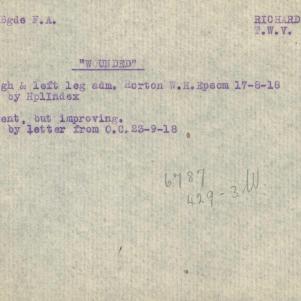 Bgde F.A. RICHARD
T.W.V.
"WOUNDED"
gh & left leg adm. Horton W.H.Epsom 17-8-18
by HplIndex
ent, but improving.
by letter from O.C.23-9-18
6787
429-3 W